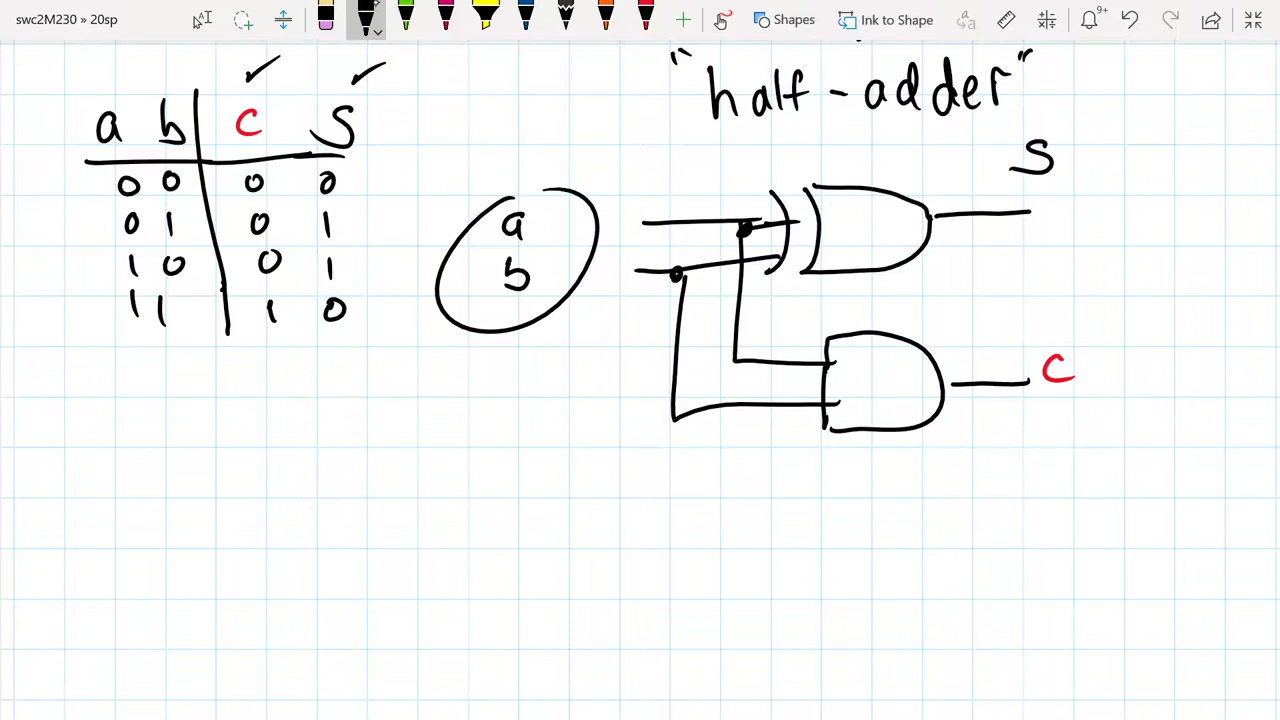 swc2M230 » 20sp
Shapes
Ink to Shape
9+
"half-adder"
a b c S
0 0 0 0
0 1 0 1
1 0 0 1
1 1 1 0
a
b
S
c